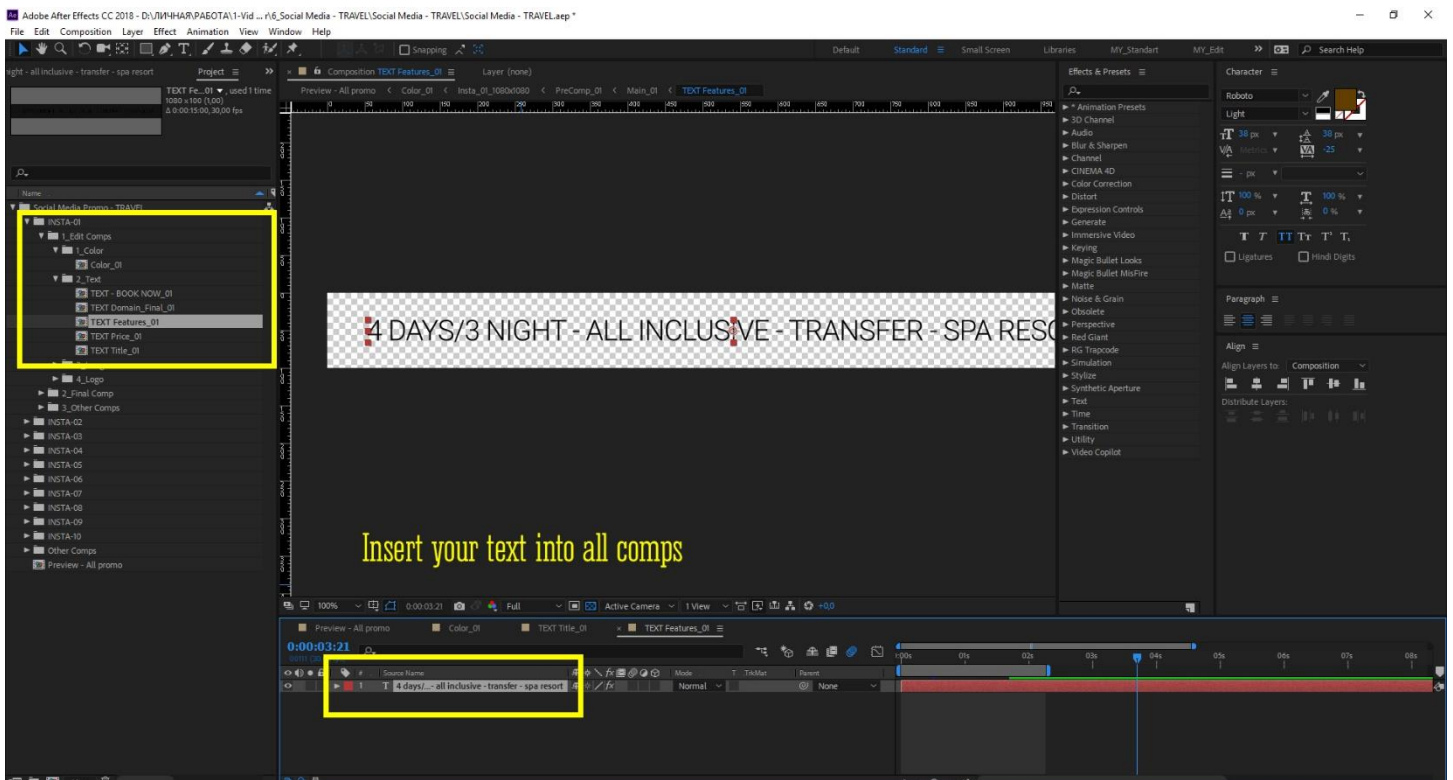 Adobe After Effects CC 2018 - D:\ЛИЧНАЯ\РАБОТА\1-Vid ... r\6_Social Media - TRAVEL\Social Media - TRAVEL\Social Media - TRAVEL.aep *
File Edit Composition Layer Effect Animation View Window Help
Snapping Default Standard Small Screen Libraries MY_Standart MY_Edit Search Help
night - all inclusive - transfer - spa resort Project
TEXT Fe...01, used 1 time
1080 x100 (1,00)
Δ 0:00:15:00, 30,00 fps
Name
Social Media Promo - TRAVEL
INSTA-01
1_Edit Comps
1_Color
Color_01
2_Text
TEXT - BOOK NOW_01
TEXT Domain_Final_01
TEXT Features_01
TEXT Price_01
TEXT Title_01
4_Logo
2_Final Comp
3_Other Comps
INSTA-02
INSTA-03
INSTA-04
INSTA-05
INSTA-06
INSTA-07
INSTA-08
INSTA-09
INSTA-10
Other Comps
Preview - All promo
Composition TEXT Features_01 Layer (none)
Preview - All promo Color_01 Insta_01_1080x1080 PreComp_01 Main_01 TEXT Features_01
4 DAYS/3 NIGHT - ALL INCLUSIVE - TRANSFER - SPA RESO
Insert your text into all comps
100% 0:00:03:21 Full Active Camera 1 View +0,0
Effects & Presets
* Animation Presets
3D Channel
Audio
Blur & Sharpen
Channel
CINEMA 4D
Color Correction
Distort
Expression Controls
Generate
Immersive Video
Keying
Magic Bullet Looks
Magic Bullet MisFire
Matte
Noise & Grain
Obsolete
Perspective
Red Giant
RG Trapcode
Simulation
Stylize
Synthetic Aperture
Text
Time
Transition
Utility
Video Copilot
Character
Roboto
Light
38 px 38 px
Metrics -25
- px
100 % 100 %
0 px 0 %
T T TT Tr T' T,
Ligatures Hindi Digits
Paragraph
Align
Align Layers to: Composition
Distribute Layers:
Preview - All promo Color_01 TEXT Title_01 TEXT Features_01
0:00:03:21
# Source Name Mode T TrkMat Parent
1 T 4 days/...- all inclusive - transfer - spa resort Normal None
01s 02s 03s 04s 05s 06s 07s 08s